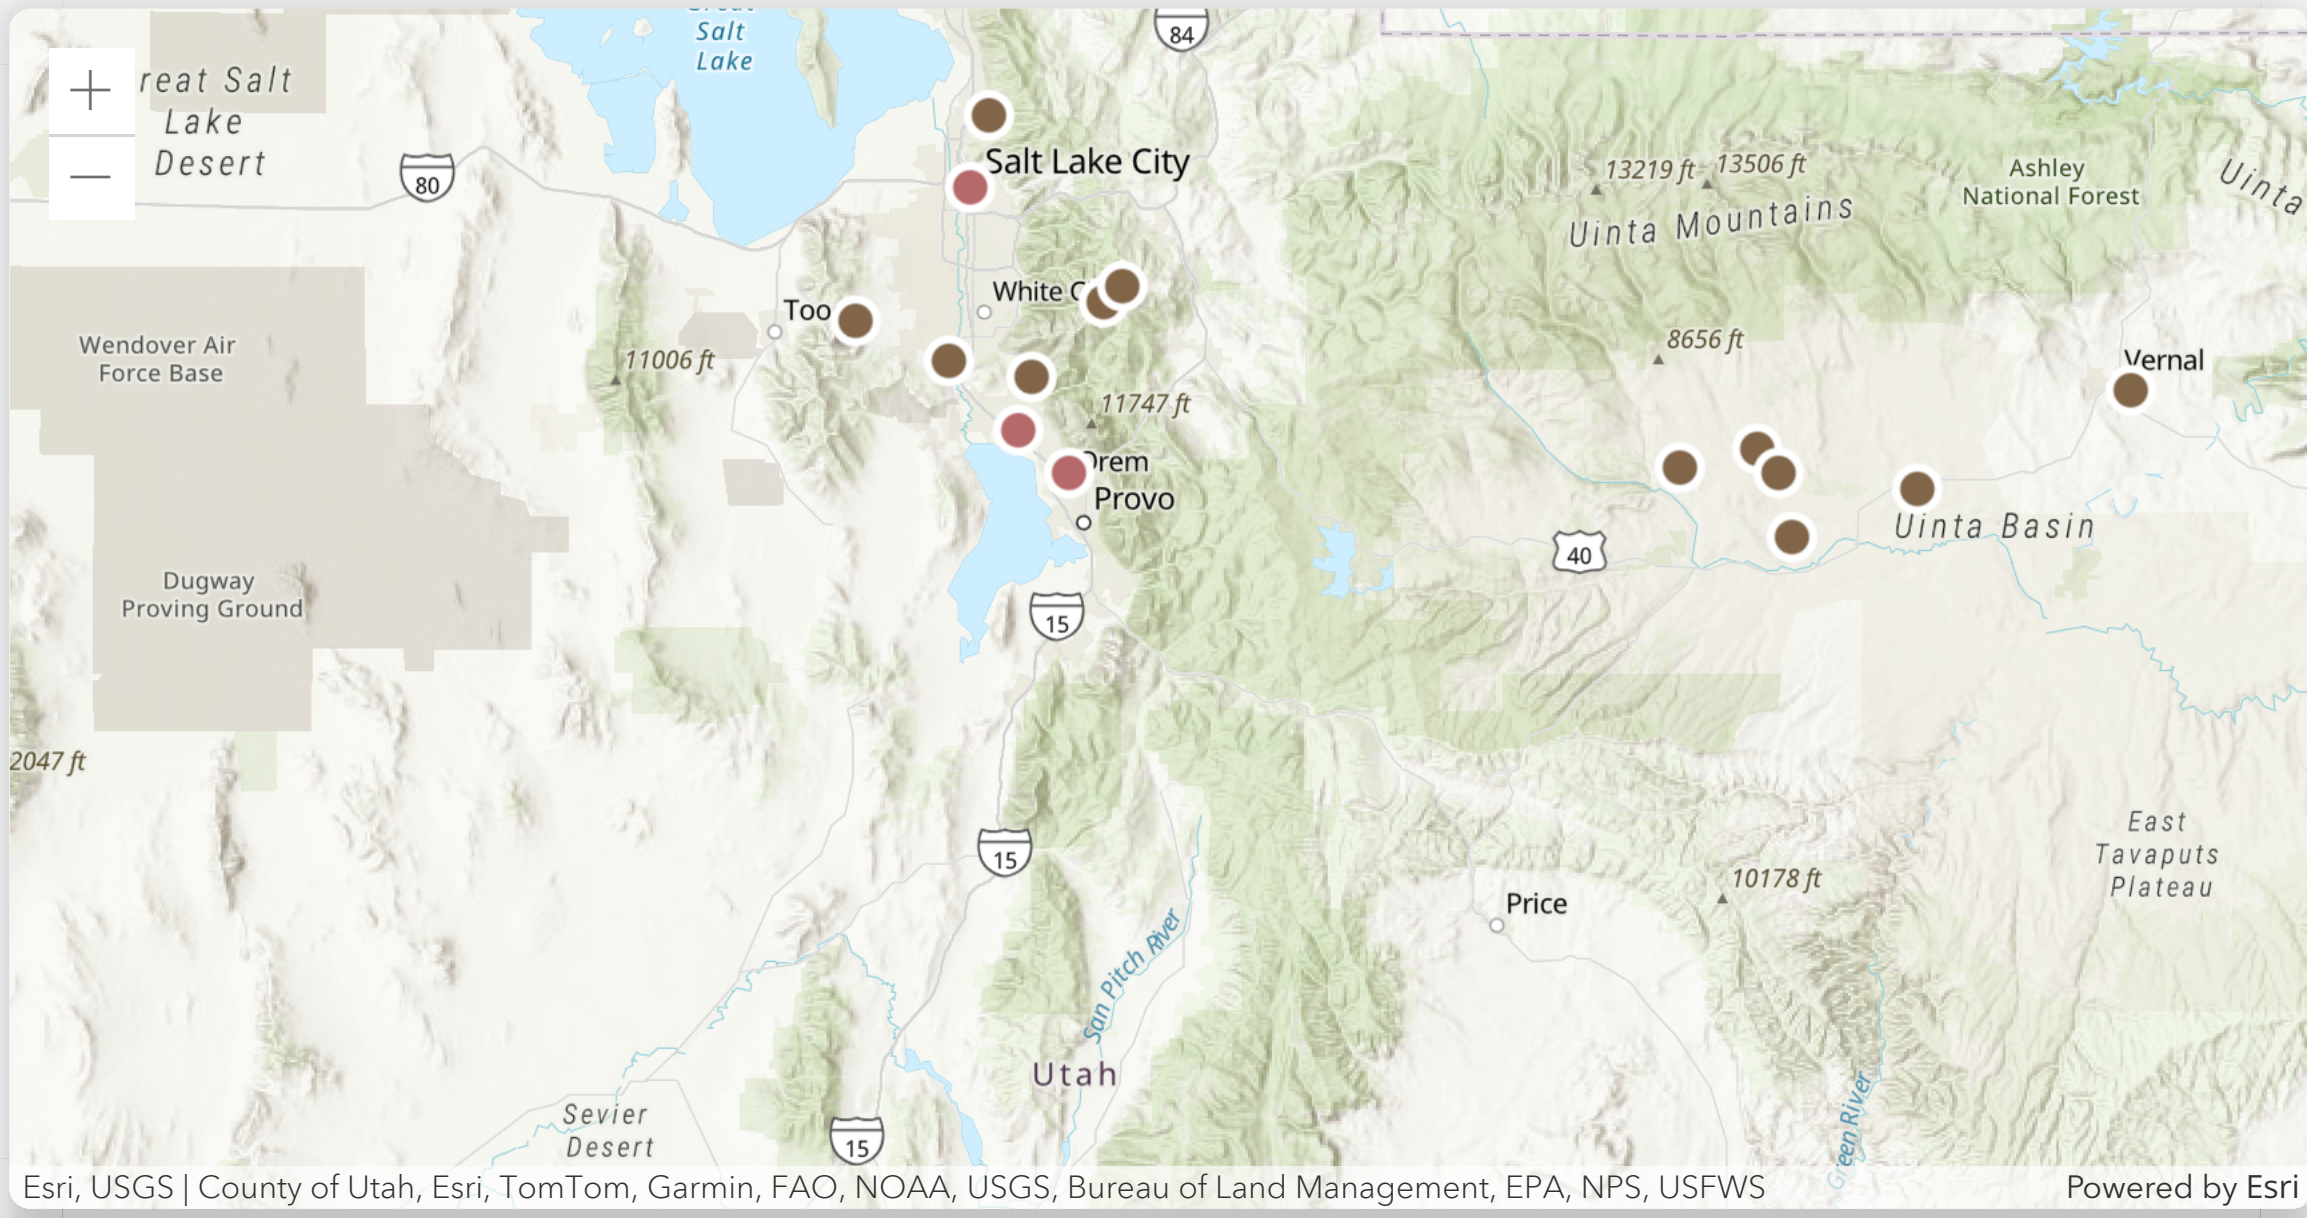 Salt
Lake
84
reat Salt
Lake
Desert
80
Salt Lake City
13219 ft
13506 ft
Ashley
National Forest
Uinta Mountains
Uinta
White C
Too
Wendover Air
Force Base
11006 ft
8656 ft
Vernal
11747 ft
Orem
Provo
Uinta Basin
40
Dugway
Proving Ground
15
2047 ft
East
Tavaputs
Plateau
15
10178 ft
Price
San Pitch River
Utah
Green River
Sevier
Desert
15
Esri, USGS | County of Utah, Esri, TomTom, Garmin, FAO, NOAA, USGS, Bureau of Land Management, EPA, NPS, USFWS
Powered by Esri